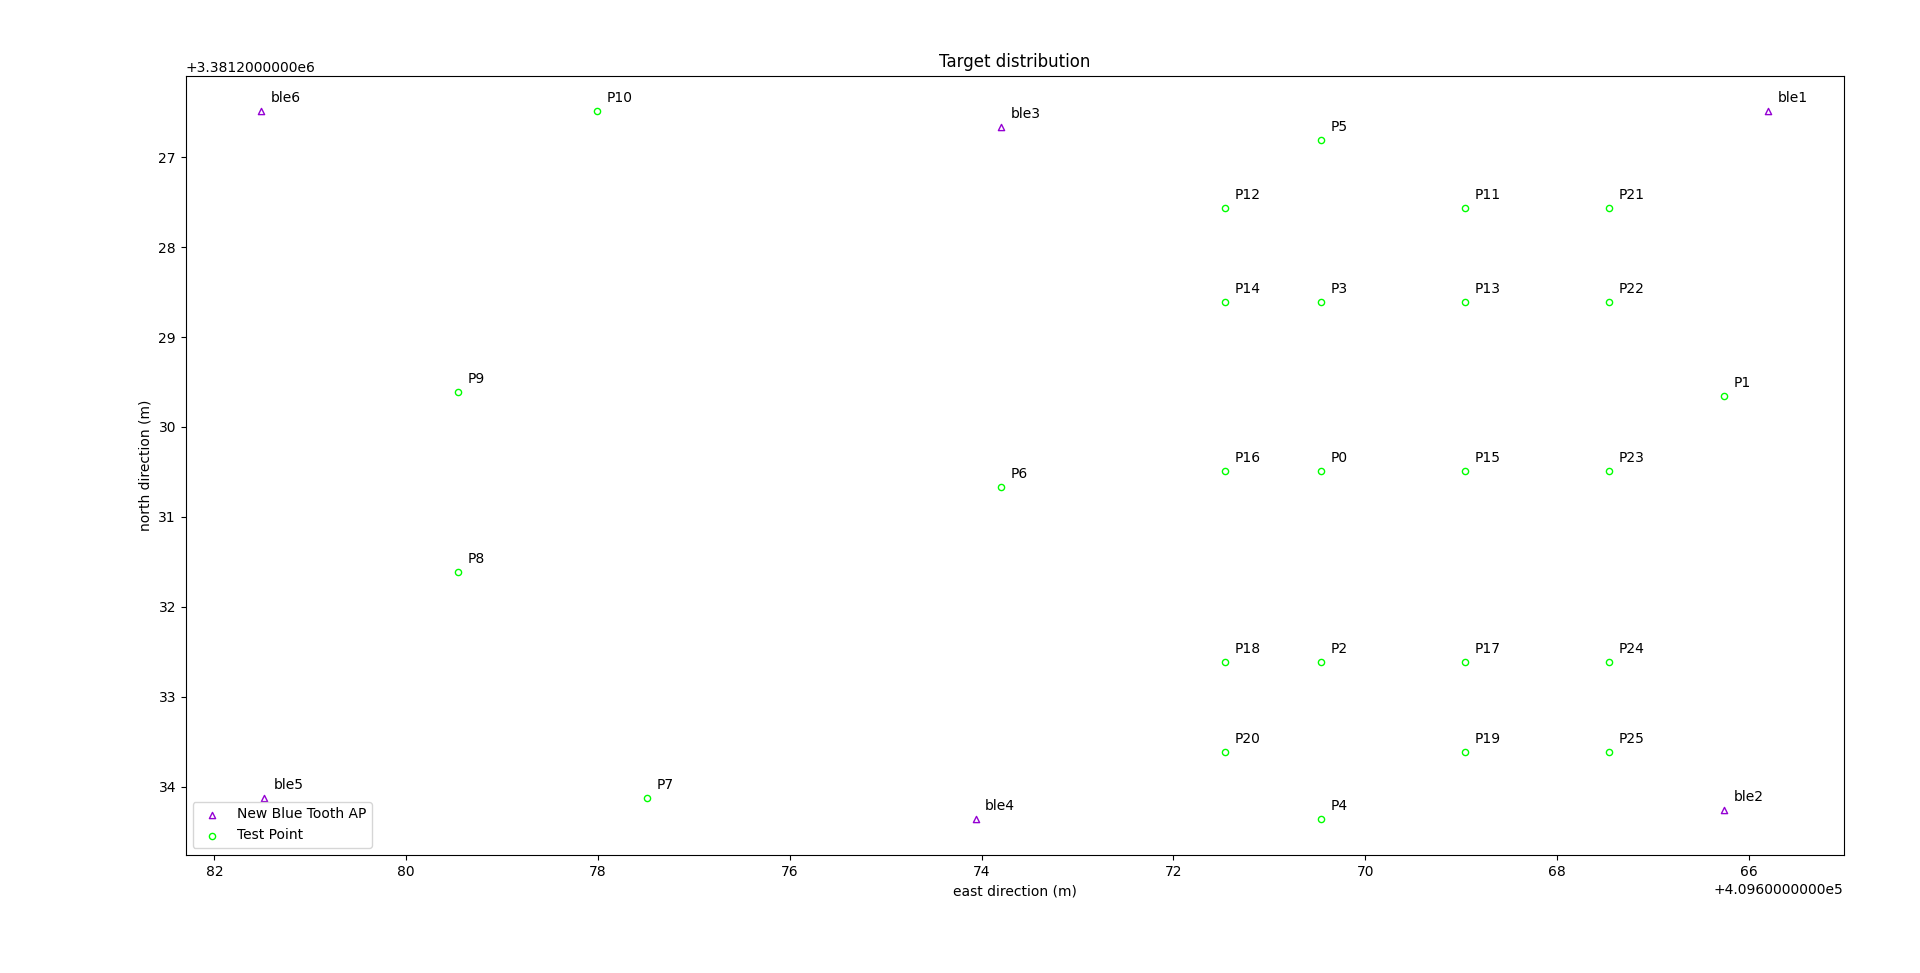 Target distribution
+3.3812000000e6
ble6
P10
ble3
P5
ble1
27
P12
P11
P21
28
P14
P3
P13
P22
29
P9
P1
30
P16
P0
P15
P23
P6
31
P8
32
P18
P2
P17
P24
33
P20
P19
P25
34
ble5
P7
ble4
P4
ble2
New Blue Tooth AP
Test Point
north direction (m)
82
80
78
76
74
72
70
68
66
east direction (m)
+4.0960000000e5